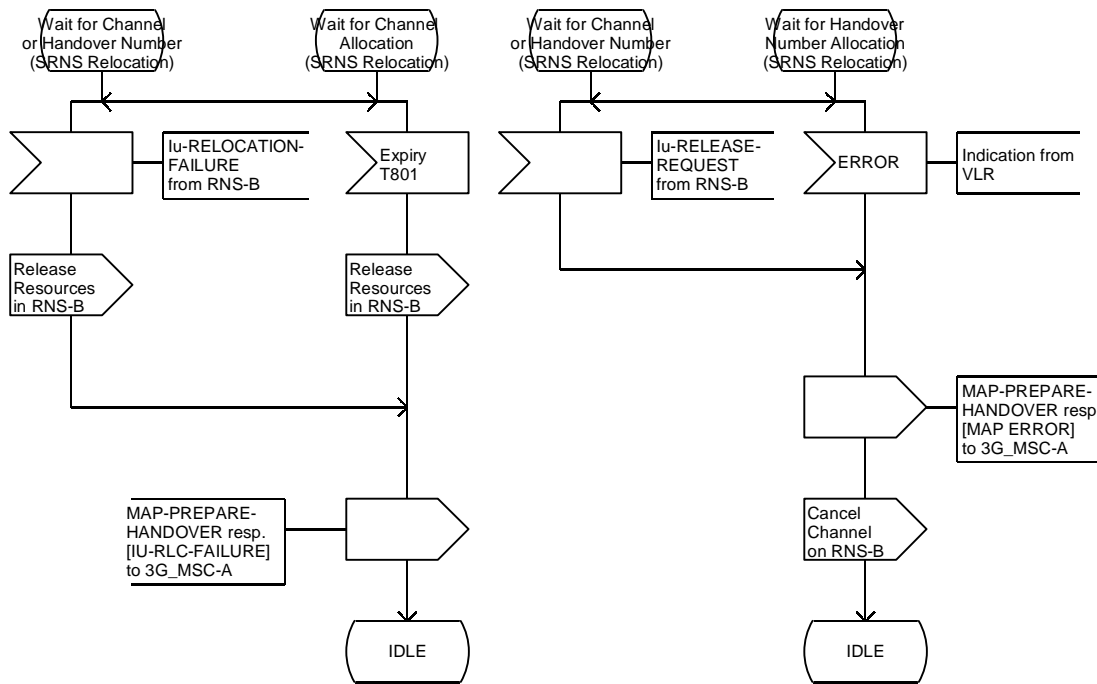 Wait for Channel
or Handover Number
(SRNS Relocation)
Wait for Channel
Allocation
(SRNS Relocation)
Wait for Channel
or Handover Number
(SRNS Relocation)
Wait for Handover
Number Allocation
(SRNS Relocation)
Iu-RELOCATION-
FAILURE
from RNS-B
Expiry
T801
Iu-RELEASE-
REQUEST
from RNS-B
ERROR
Indication from
VLR
Release
Resources
in RNS-B
Release
Resources
in RNS-B
MAP-PREPARE-
HANDOVER resp.
[MAP ERROR]
to 3G_MSC-A
MAP-PREPARE-
HANDOVER resp.
[IU-RLC-FAILURE]
to 3G_MSC-A
Cancel
Channel
on RNS-B
IDLE
IDLE